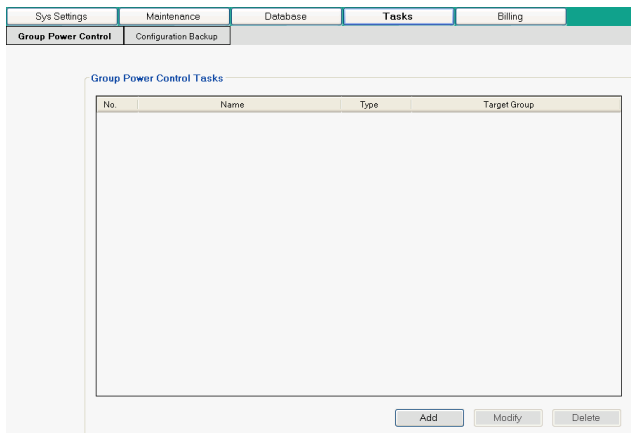 Sys Settings Maintenance Database Tasks Billing
Group Power Control Configuration Backup
Group Power Control Tasks
No. Name Type Target Group
Add Modify Delete